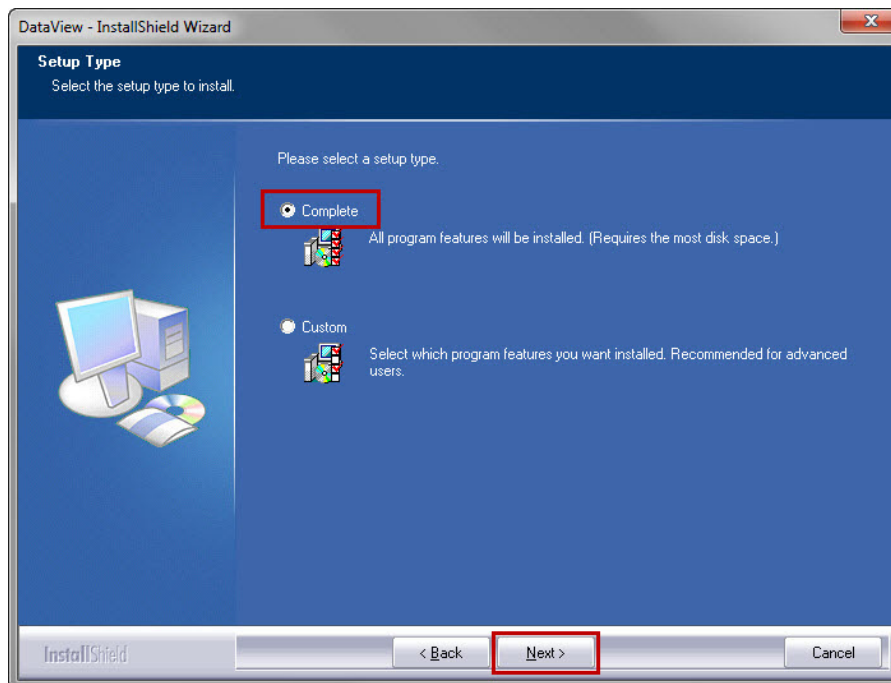 DataView - InstallShield Wizard
Setup Type
Select the setup type to install.
Please select a setup type.
Complete
All program features will be installed. (Requires the most disk space.)
Custom
Select which program features you want installed. Recommended for advanced
users.
InstallShield
< Back
Next >
Cancel